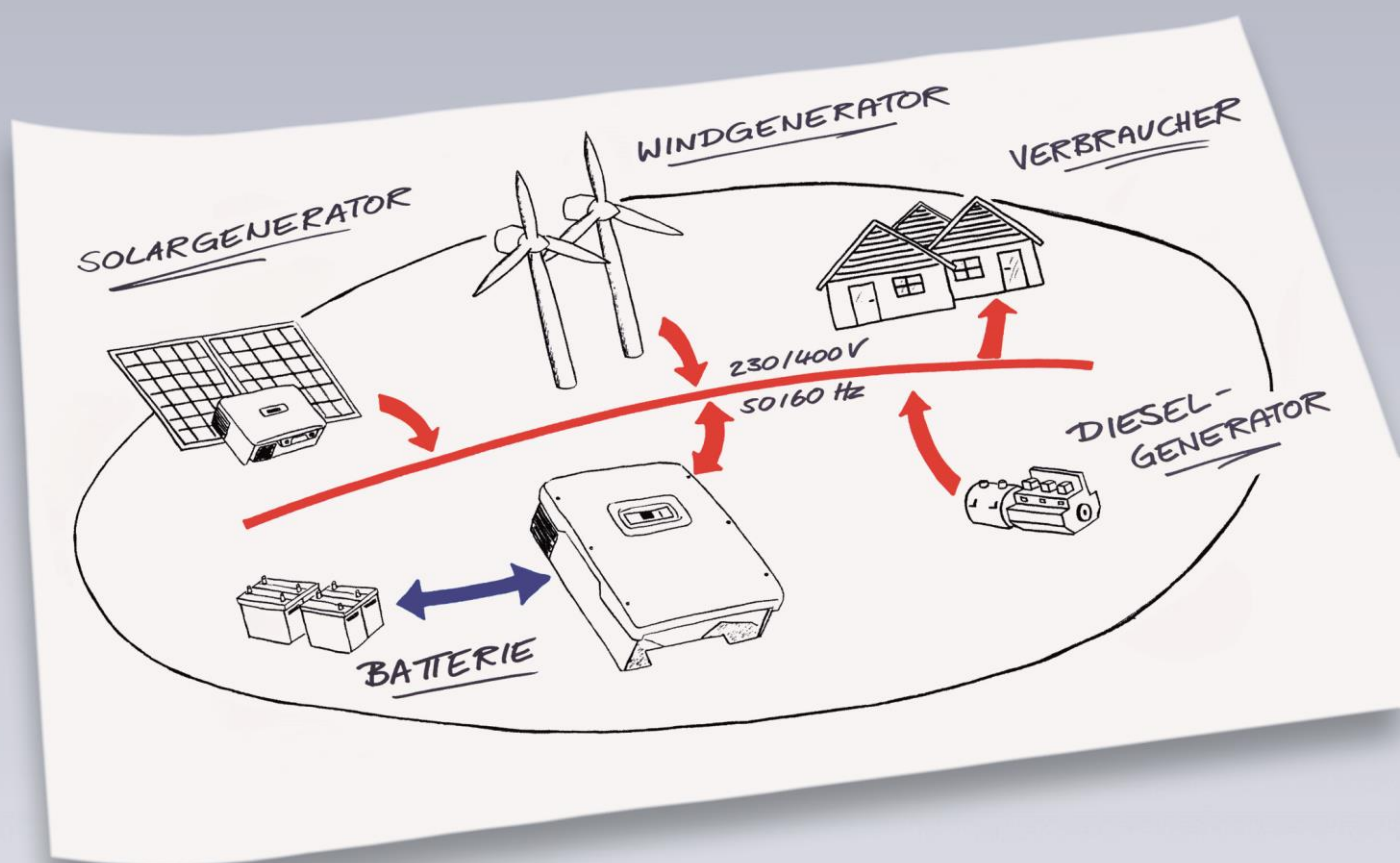 SOLARGENERATOR
WINDGENERATOR
VERBRAUCHER
230/400V
50/60 Hz
DIESEL-
GENERATOR
BATTERIE